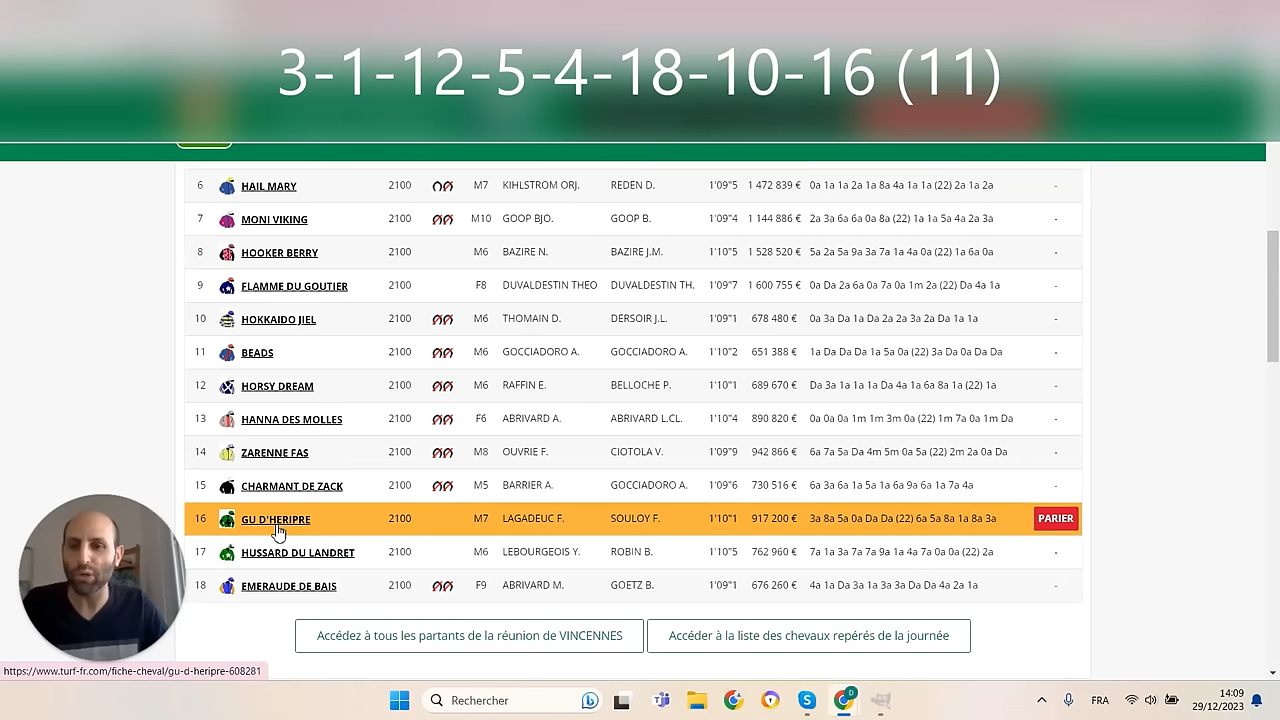 3-1-12-5-4-18-10-16 (11)
6 HAIL MARY 2100 M7 KIHLSTROM ORJ. REDEN D. 1'09"5 1 472 839 € 0a 1a 1a 2a 1a 8a 4a 1a 1a (22) 2a 1a 2a -
7 MONI VIKING 2100 M10 GOOP BJO. GOOP B. 1'09"4 1 144 886 € 2a 3a 6a 6a 0a 8a (22) 1a 1a 5a 4a 2a 3a -
8 HOOKER BERRY 2100 M6 BAZIRE N. BAZIRE J.M. 1'10"5 1 528 520 € 5a 2a 5a 9a 3a 7a 1a 4a 0a (22) 1a 6a 0a -
9 FLAMME DU GOUTIER 2100 F8 DUVALDESTIN THEO DUVALDESTIN TH. 1'09"7 1 600 755 € 0a Da 2a 6a 0a 7a 0a 1m 2a (22) Da 4a 1a -
10 HOKKAIDO JIEL 2100 M6 THOMAIN D. DERSOIR J.L. 1'09"1 678 480 € 0a 3a Da 1a Da 2a 2a 3a 2a Da 1a 1a -
11 BEADS 2100 M6 GOCCIADORO A. GOCCIADORO A. 1'10"2 651 388 € 1a Da Da Da 1a 5a 0a (22) 3a Da 0a Da Da -
12 HORSY DREAM 2100 M6 RAFFIN E. BELLOCHE P. 1'10"1 689 670 € Da 3a 1a 1a 1a Da 4a 1a 6a 8a 1a (22) 1a -
13 HANNA DES MOLLES 2100 F6 ABRIVARD A. ABRIVARD L.CL. 1'10"4 890 820 € 0a 0a 0a 1m 1m 3m 0a (22) 1m 7a 0a 1m Da -
14 ZARENNE FAS 2100 M8 OUVRIE F. CIOTOLA V. 1'09"9 942 866 € 6a 7a 5a Da 4m 5m 0a 5a (22) 2m 2a 0a Da -
15 CHARMANT DE ZACK 2100 M5 BARRIER A. GOCCIADORO A. 1'09"6 730 516 € 6a 3a 6a 1a 5a 1a 6a 9a 6a 1a 7a 4a -
16 GU D'HERIPRE 2100 M7 LAGADEUC F. SOULOY F. 1'10"1 917 200 € 3a 8a 5a 0a Da Da (22) 6a 5a 8a 1a 8a 3a PARIER
17 HUSSARD DU LANDRET 2100 M6 LEBOURGEOIS Y. ROBIN B. 1'10"5 762 960 € 7a 1a 3a 7a 7a 9a 1a 4a 7a 0a 0a (22) 2a -
18 EMERAUDE DE BAIS 2100 F9 ABRIVARD M. GOETZ B. 1'09"1 676 260 € 4a 1a Da 3a 1a 3a 3a Da Da Da 4a 2a 1a -
Accédez à tous les partants de la réunion de VINCENNES Accéder à la liste des chevaux repérés de la journée
https://www.turf-fr.com/fiche-cheval/gu-d-heripre-608281
Rechercher FRA 14:09
29/12/2023